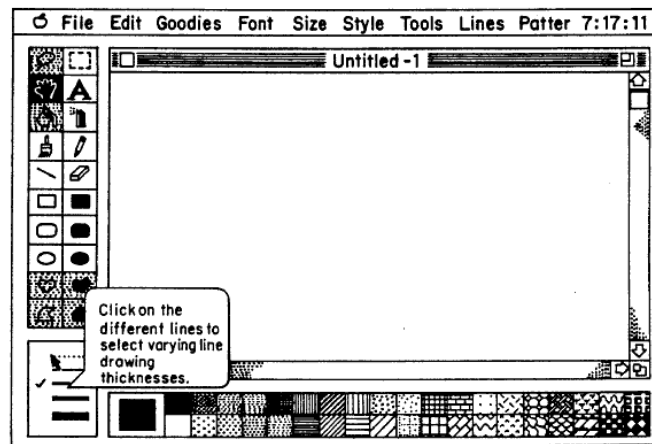 File Edit Goodies Font Size Style Tools Lines Patter 7:17:11
Untitled -1
A
Click on the
different lines to
select varying line
drawing
thicknesses.